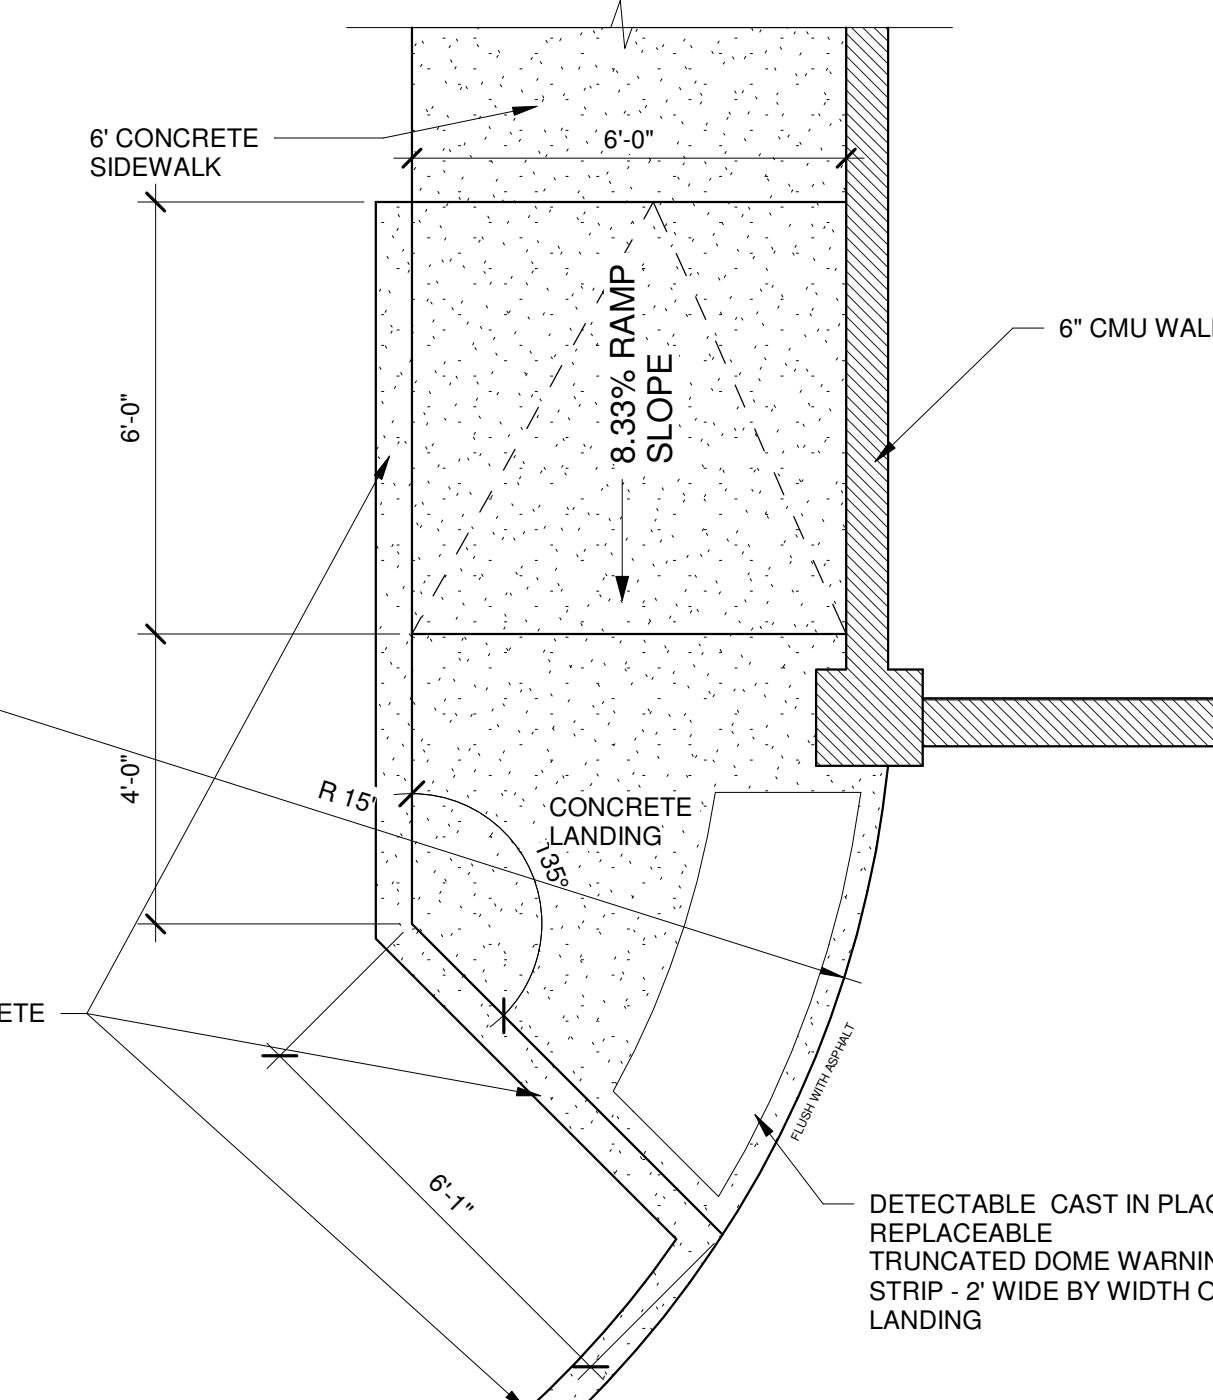 6' CONCRETE
SIDEWALK
6'-0"
6'-0"
8.33% RAMP
SLOPE
6" CMU WAL
4'-0"
R 15'
CONCRETE
LANDING
135°
ETE
FLUSH WITH ASPHALT
6'-1"
DETECTABLE CAST IN PLAC
REPLACEABLE
TRUNCATED DOME WARNIN
STRIP - 2' WIDE BY WIDTH O
LANDING